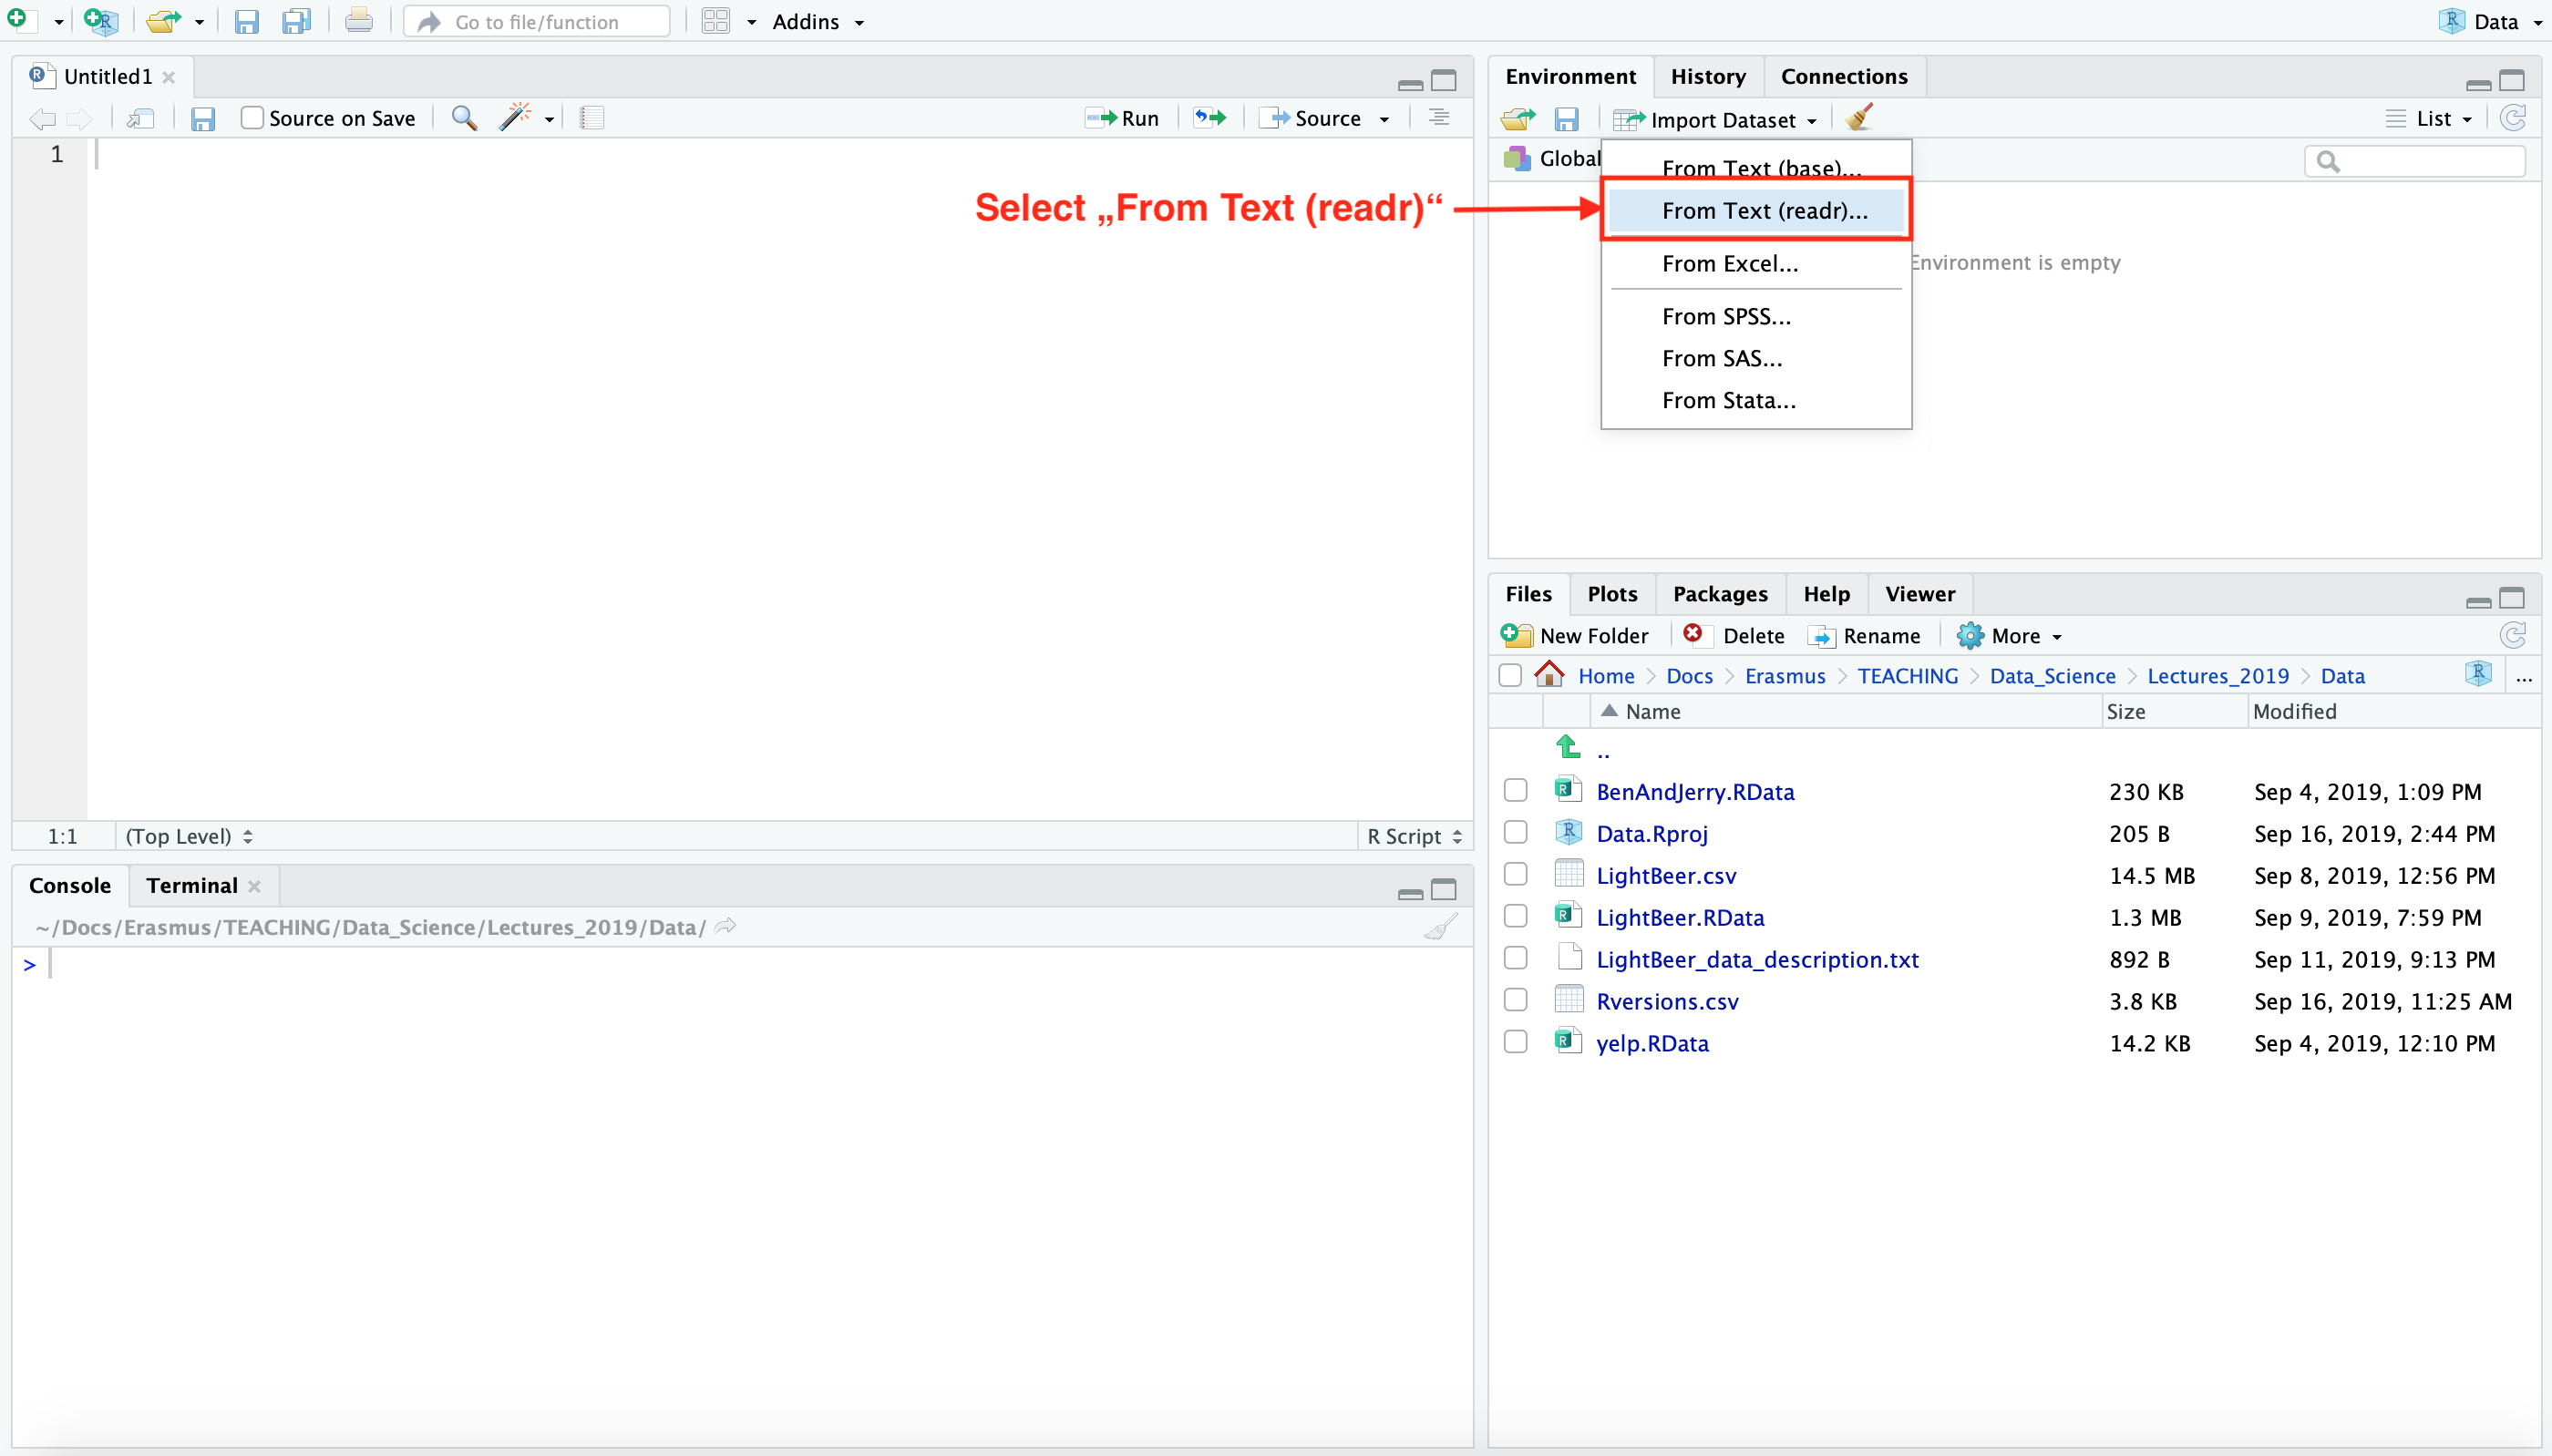 Go to file/function
Addins
Data
Untitled1
Source on Save
Run
Source
1
1:1
(Top Level)
R Script
Console
Terminal
~/Docs/Erasmus/TEACHING/Data_Science/Lectures_2019/Data/
>
Select „From Text (readr)“
Environment
History
Connections
Import Dataset
List
Global
From Text (base)...
From Text (readr)...
From Excel...
From SPSS...
From SAS...
From Stata...
Environment is empty
Files
Plots
Packages
Help
Viewer
New Folder
Delete
Rename
More
Home
Docs
Erasmus
TEACHING
Data_Science
Lectures_2019
Data
...
Name
Size
Modified
..
BenAndJerry.RData 230 KB Sep 4, 2019, 1:09 PM
Data.Rproj 205 B Sep 16, 2019, 2:44 PM
LightBeer.csv 14.5 MB Sep 8, 2019, 12:56 PM
LightBeer.RData 1.3 MB Sep 9, 2019, 7:59 PM
LightBeer_data_description.txt 892 B Sep 11, 2019, 9:13 PM
Rversions.csv 3.8 KB Sep 16, 2019, 11:25 AM
yelp.RData 14.2 KB Sep 4, 2019, 12:10 PM